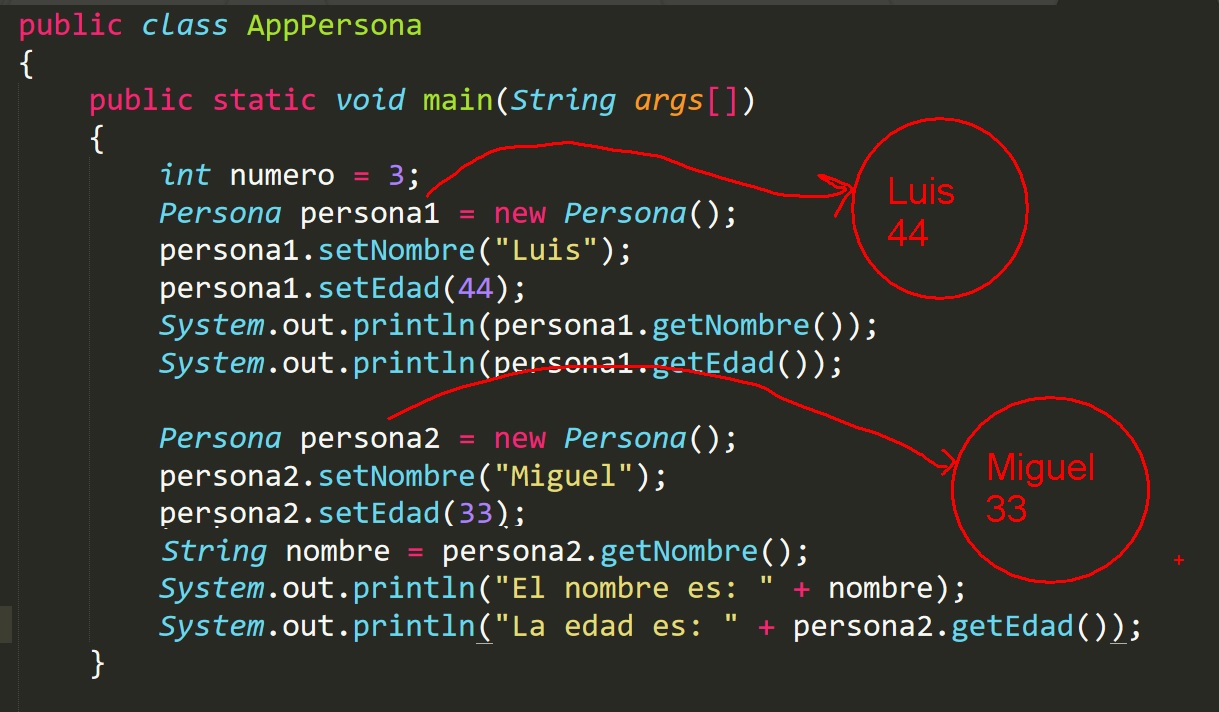 public class AppPersona
{
public static void main(String args[])
{
int numero = 3;
Persona persona1 = new Persona();
persona1.setNombre("Luis");
persona1.setEdad(44);
System.out.println(persona1.getNombre());
System.out.println(persona1.getEdad());
Luis
44
Persona persona2 = new Persona();
persona2.setNombre("Miguel");
persona2.setEdad(33);
String nombre = persona2.getNombre();
System.out.println("El nombre es: " + nombre);
System.out.println("La edad es: " + persona2.getEdad());
Miguel
33
}